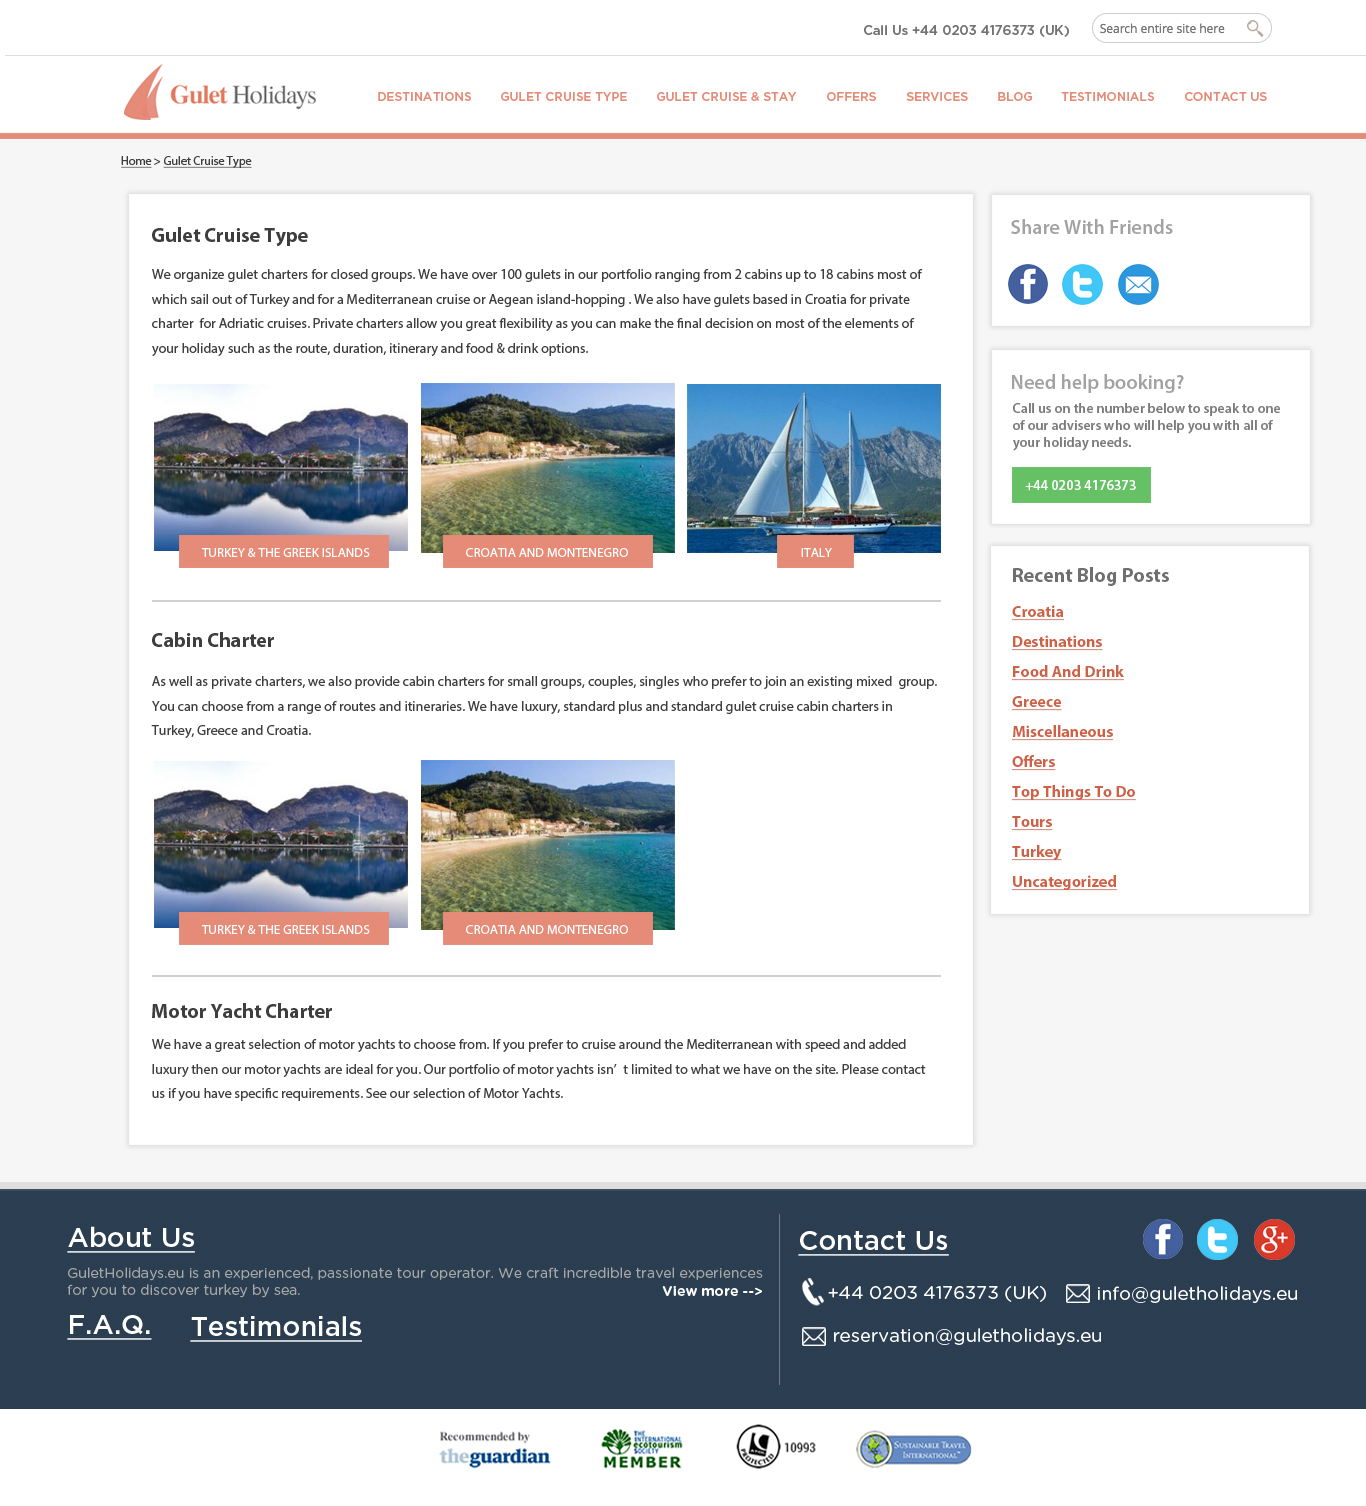 Call Us +44 0203 4176373 (UK)
Search entire site here
Gulet Holidays
DESTINATIONS GULET CRUISE TYPE GULET CRUISE & STAY OFFERS SERVICES BLOG TESTIMONIALS CONTACT US
Home > Gulet Cruise Type
Gulet Cruise Type
We organize gulet charters for closed groups. We have over 100 gulets in our portfolio ranging from 2 cabins up to 18 cabins most of
which sail out of Turkey and for a Mediterranean cruise or Aegean island-hopping . We also have gulets based in Croatia for private
charter  for Adriatic cruises. Private charters allow you great flexibility as you can make the final decision on most of the elements of
your holiday such as the route, duration, itinerary and food & drink options.
TURKEY & THE GREEK ISLANDS
CROATIA AND MONTENEGRO
ITALY
Cabin Charter
As well as private charters, we also provide cabin charters for small groups, couples, singles who prefer to join an existing mixed  group.
You can choose from a range of routes and itineraries. We have luxury, standard plus and standard gulet cruise cabin charters in
Turkey, Greece and Croatia.
TURKEY & THE GREEK ISLANDS
CROATIA AND MONTENEGRO
Motor Yacht Charter
We have a great selection of motor yachts to choose from. If you prefer to cruise around the Mediterranean with speed and added
luxury then our motor yachts are ideal for you. Our portfolio of motor yachts isn’ t limited to what we have on the site. Please contact
us if you have specific requirements. See our selection of Motor Yachts.
Share With Friends
Need help booking?
Call us on the number below to speak to one
of our advisers who will help you with all of
your holiday needs.
+44 0203 4176373
Recent Blog Posts
Croatia
Destinations
Food And Drink
Greece
Miscellaneous
Offers
Top Things To Do
Tours
Turkey
Uncategorized
About Us
GuletHolidays.eu is an experienced, passionate tour operator. We craft incredible travel experiences
for you to discover turkey by sea.
View more -->
F.A.Q.
Testimonials
Contact Us
+44 0203 4176373 (UK)
info@guletholidays.eu
reservation@guletholidays.eu
Recommended by
theguardian
THE INTERNATIONAL
ecotourism
SOCIETY
MEMBER
PROTECTED
10993
SUSTAINABLE TRAVEL
INTERNATIONAL™